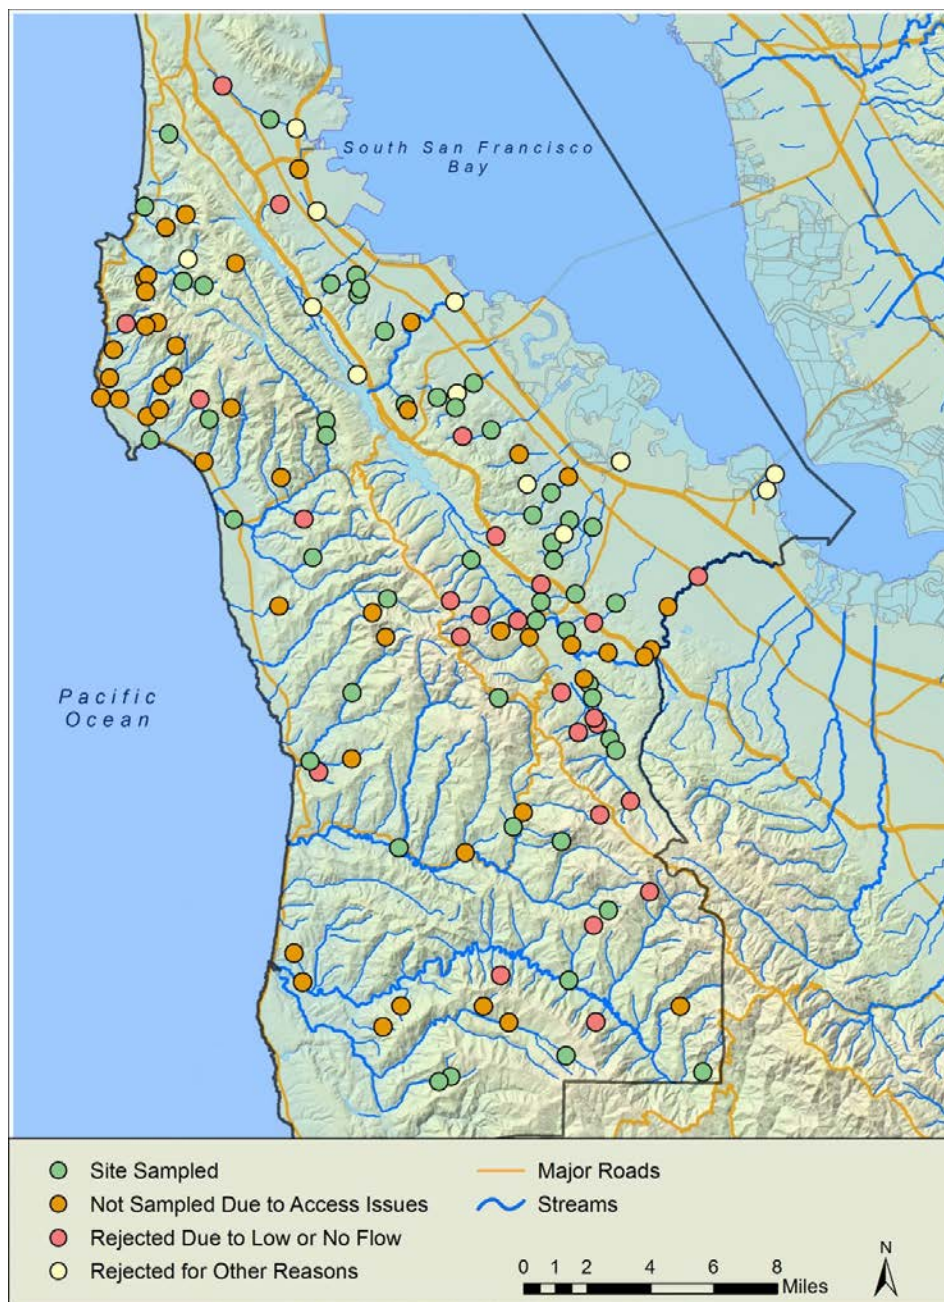 South San Francisco
Bay
Pacific
Ocean
Site Sampled
Not Sampled Due to Access Issues
Rejected Due to Low or No Flow
Rejected for Other Reasons
Major Roads
Streams
N
0 1 2 4 6 8
Miles